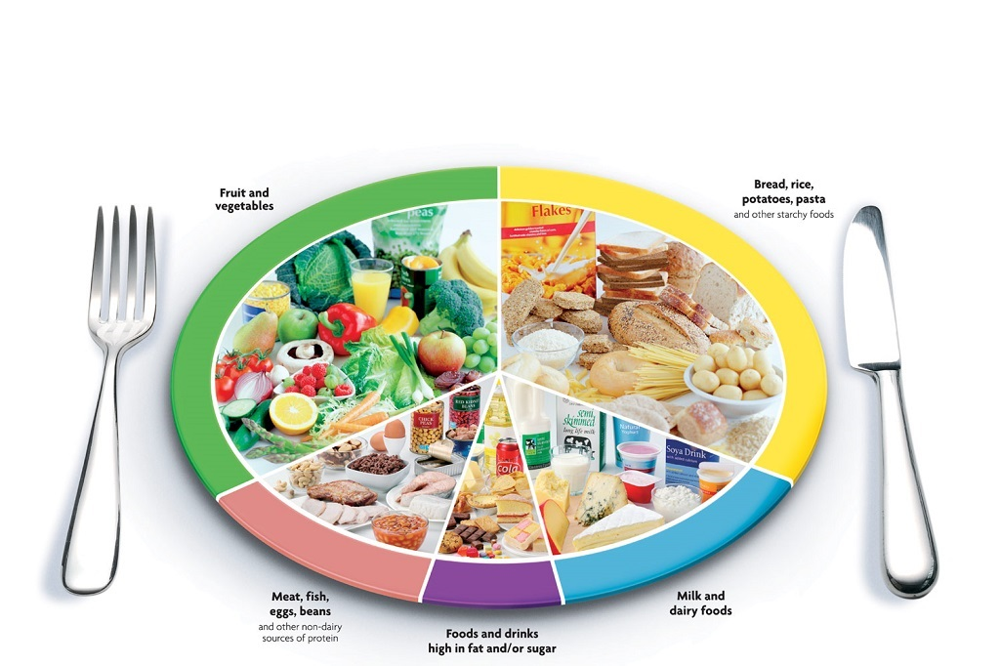 Fruit and
vegetables
Bread, rice,
potatoes, pasta
and other starchy foods
peas
Flakes
CHICK
PEAS
RED KIDNEY
BEANS
cola
semi
skimmed
long life milk
Natural
Soya Drink
Meat, fish,
eggs, beans
and other non-dairy
sources of protein
Foods and drinks
high in fat and/or sugar
Milk and
dairy foods